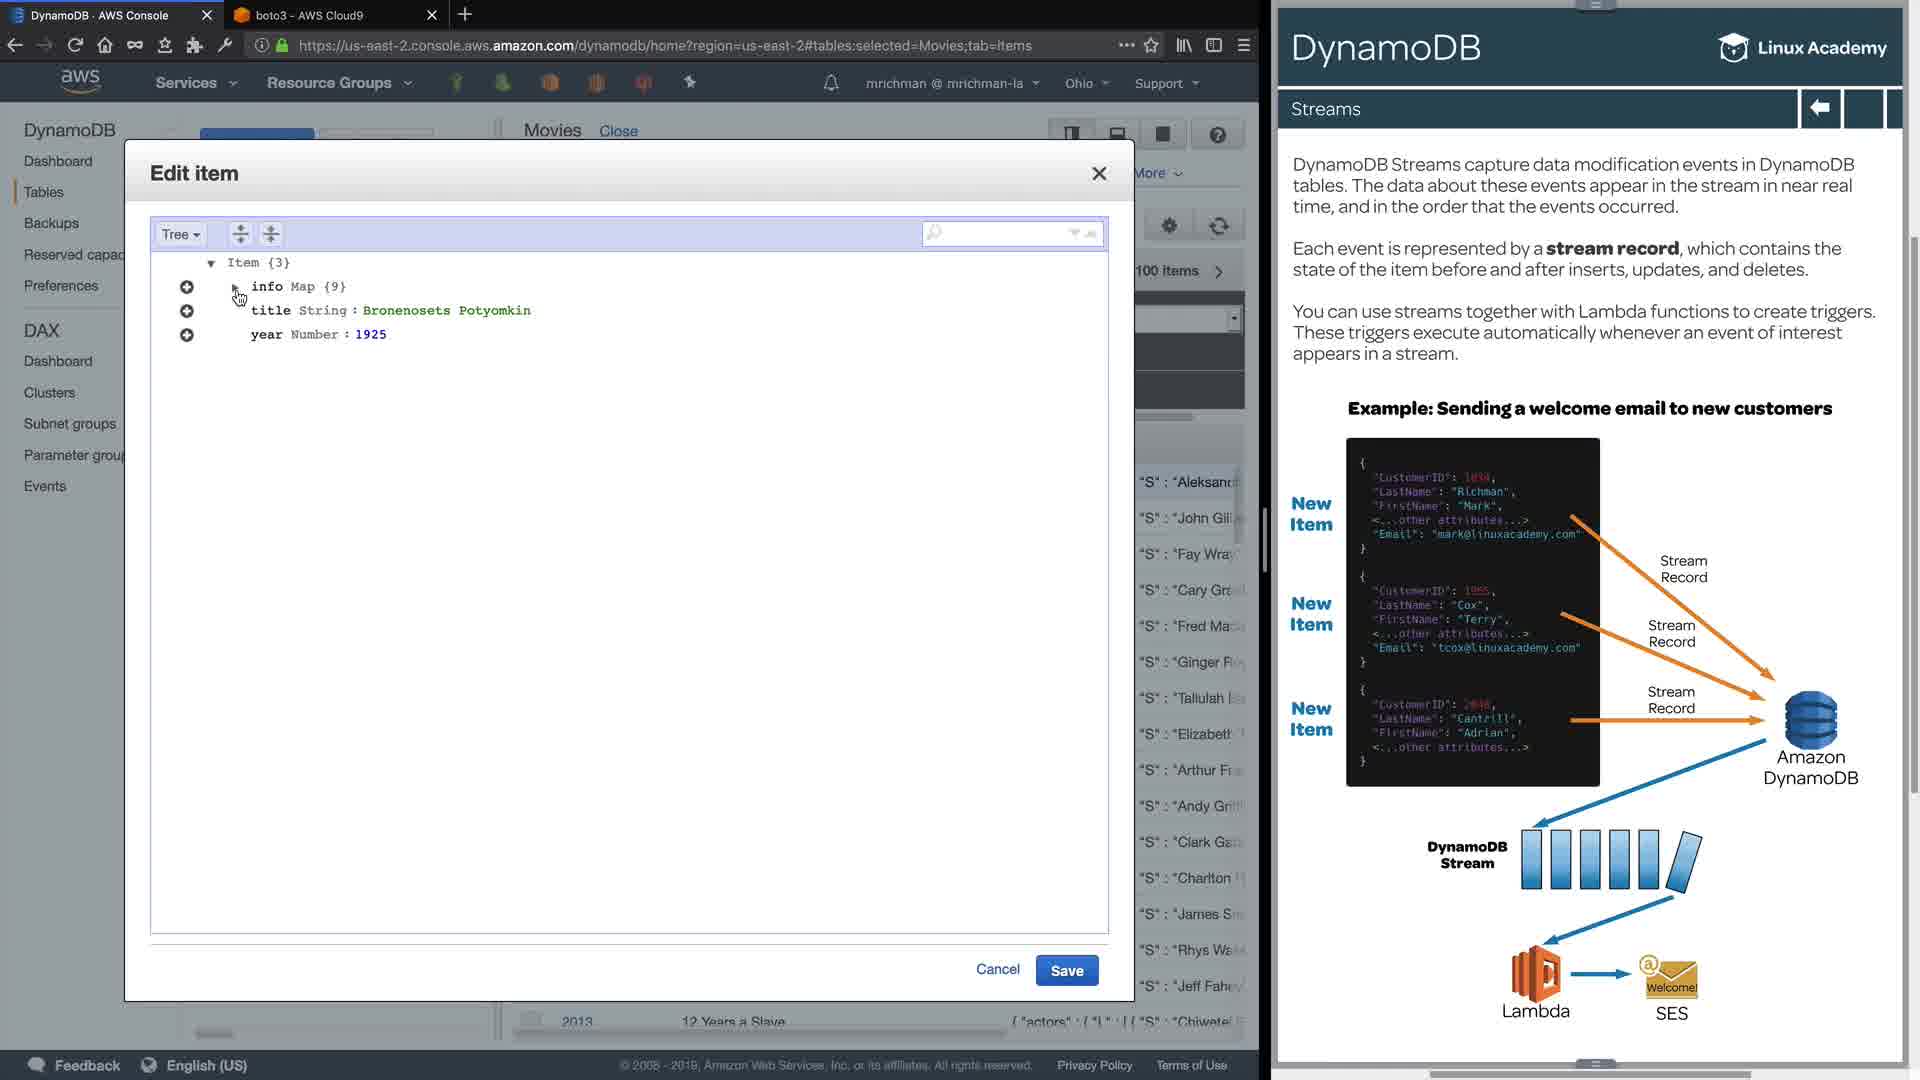 DynamoDB · AWS Console
boto3 - AWS Cloud9
https://us-east-2.console.aws.amazon.com/dynamodb/home?region=us-east-2#tables:selected=Movies;tab=items
aws
Services
Resource Groups
mrichman @ mrichman-la
Ohio
Support
DynamoDB
Dashboard
Tables
Backups
Reserved capac
Preferences
DAX
Dashboard
Clusters
Subnet groups
Parameter group
Events
Movies
Close
More
100 items
Edit item
Tree
Item {3}
info Map {9}
title String : Bronenosets Potyomkin
year Number : 1925
Cancel
Save
"S" : "Aleksand
"S" : "John Gil
"S" : "Fay Wray
"S" : "Cary Gra
"S" : "Fred Mac
"S" : "Ginger
"S" : "Tallulah
"S" : "Elizabeth
"S" : "Arthur
"S" : "Andy Grif
"S" : "Clark Ga
"S" : "Charlton
"S" : "James
"S" : "Rhys Wa
"S" : "Jeff Fahey
2013
12 Years a Slave
{ "actors" : { "L" : [ { "S" : "Chiwetel
Feedback
English (US)
© 2008 - 2019, Amazon Web Services, Inc. or its affiliates. All rights reserved.
Privacy Policy
Terms of Use
DynamoDB
Linux Academy
Streams
DynamoDB Streams capture data modification events in DynamoDB
tables. The data about these events appear in the stream in near real
time, and in the order that the events occurred.
Each event is represented by a stream record, which contains the
state of the item before and after inserts, updates, and deletes.
You can use streams together with Lambda functions to create triggers.
These triggers execute automatically whenever an event of interest
appears in a stream.
Example: Sending a welcome email to new customers
New
Item
{
"CustomerID": 1034,
"LastName": "Richman",
"FirstName": "Mark",
<...other attributes...>
"Email": "mark@linuxacademy.com"
}
New
Item
{
"CustomerID": 1065,
"LastName": "Cox",
"FirstName": "Terry",
<...other attributes...>
"Email": "tcox@linuxacademy.com"
}
New
Item
{
"CustomerID": 2048,
"LastName": "Cantrill",
"FirstName": "Adrian",
<...other attributes...>
}
Stream
Record
Stream
Record
Stream
Record
Amazon
DynamoDB
DynamoDB
Stream
Lambda
@
Welcome!
SES